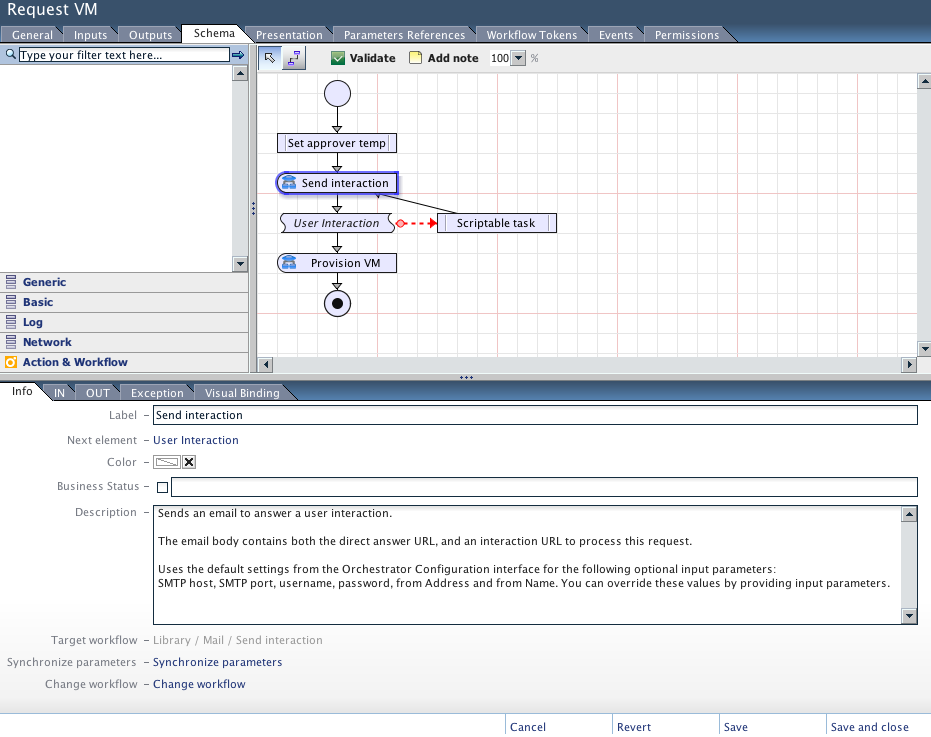 Request VM
General
Inputs
Outputs
Schema
Presentation
Parameters References
Workflow Tokens
Events
Permissions
Type your filter text here...
Validate
Add note
100
%
Set approver temp
Send interaction
User Interaction
Scriptable task
Provision VM
Generic
Basic
Log
Network
Action & Workflow
Info
IN
OUT
Exception
Visual Binding
Label – Send interaction
Next element – User Interaction
Color –
Business Status –
Description – Sends an email to answer a user interaction.
The email body contains both the direct answer URL, and an interaction URL to process this request.
Uses the default settings from the Orchestrator Configuration interface for the following optional input parameters:
SMTP host, SMTP port, username, password, from Address and from Name. You can override these values by providing input parameters.
Target workflow – Library / Mail / Send interaction
Synchronize parameters – Synchronize parameters
Change workflow – Change workflow
Cancel
Revert
Save
Save and close